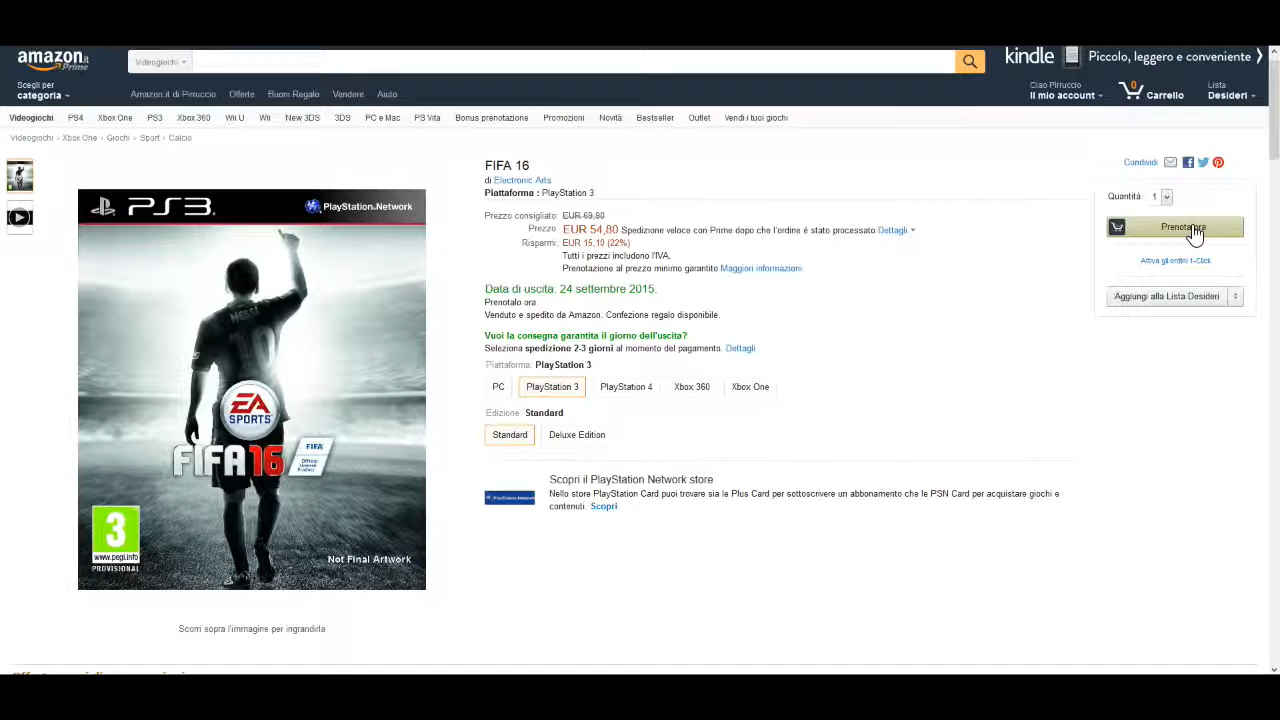 amazon.it
Prime
Videogiochi
kindle
Piccolo, leggero e conveniente
Scegli per
categoria
Amazon.it di Pirruccio Offerte Buoni Regalo Vendere Aiuto
Ciao Pirruccio
Il mio account
0
Carrello
Lista
Desideri
Videogiochi PS4 Xbox One PS3 Xbox 360 Wii U Wii New 3DS 3DS PC e Mac PS Vita Bonus prenotazione Promozioni Novità Bestseller Outlet Vendi i tuoi giochi
Videogiochi › Xbox One › Giochi › Sport › Calcio
PS3
PlayStation Network
MESSI
EA
SPORTS
FIFA 16
FIFA
Official
Licensed
Product
3
www.pegi.info
PROVISIONAL
Not Final Artwork
Scorri sopra l'immagine per ingrandirla
FIFA 16
di Electronic Arts
Piattaforma : PlayStation 3
Prezzo consigliato: EUR 69,90
Prezzo EUR 54,80 Spedizione veloce con Prime dopo che l'ordine è stato processato Dettagli
Risparmi: EUR 15,10 (22%)
Tutti i prezzi includono l'IVA.
Prenotazione al prezzo minimo garantito Maggiori informazioni.
Data di uscita: 24 settembre 2015.
Prenotalo ora
Venduto e spedito da Amazon. Confezione regalo disponibile.
Vuoi la consegna garantita il giorno dell'uscita?
Seleziona spedizione 2-3 giorni al momento del pagamento. Dettagli
Piattaforma: PlayStation 3
PC PlayStation 3 PlayStation 4 Xbox 360 Xbox One
Edizione: Standard
Standard Deluxe Edition
Scopri il PlayStation Network store
Nello store PlayStation Card puoi trovare sia le Plus Card per sottoscrivere un abbonamento che le PSN Card per acquistare giochi e
contenuti. Scopri
Condividi
Quantità: 1
Attiva gli ordini 1-Click
Aggiungi alla Lista Desideri